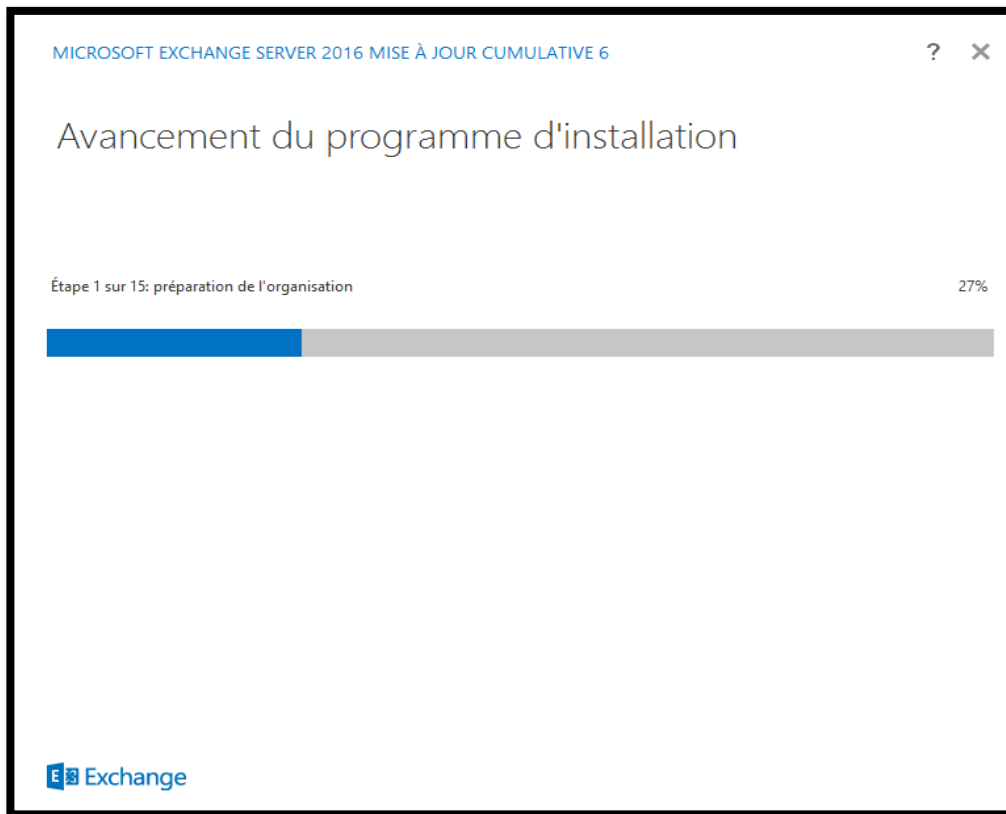 MICROSOFT EXCHANGE SERVER 2016 MISE À JOUR CUMULATIVE 6 ? ×
Avancement du programme d'installation
Étape 1 sur 15: préparation de l'organisation 27%
Exchange